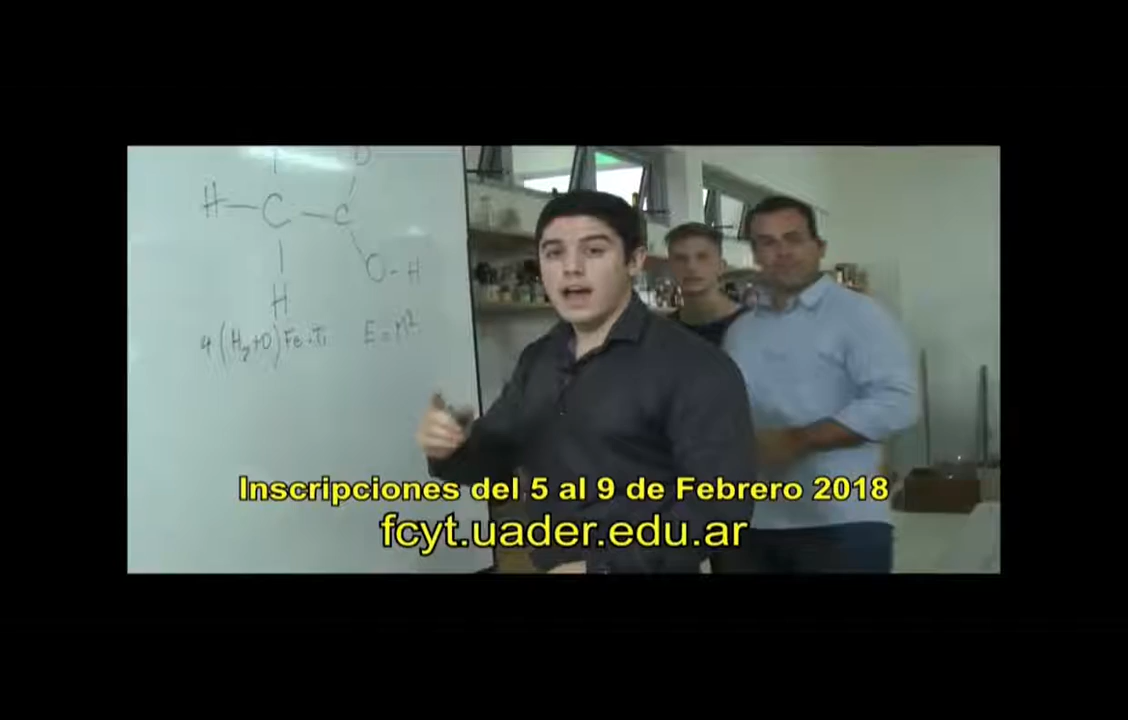 O
H-C-C
O-H
H
4(H2+O)Fe+Ti E=M²
Inscripciones del 5 al 9 de Febrero 2018
fcyt.uader.edu.ar